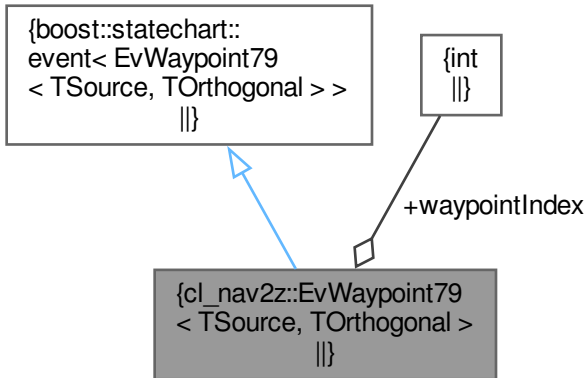 {boost::statechart::
event< EvWaypoint79
< TSource, TOrthogonal > >
||}
{int
||}
+waypointIndex
{cl_nav2z::EvWaypoint79
< TSource, TOrthogonal >
||}